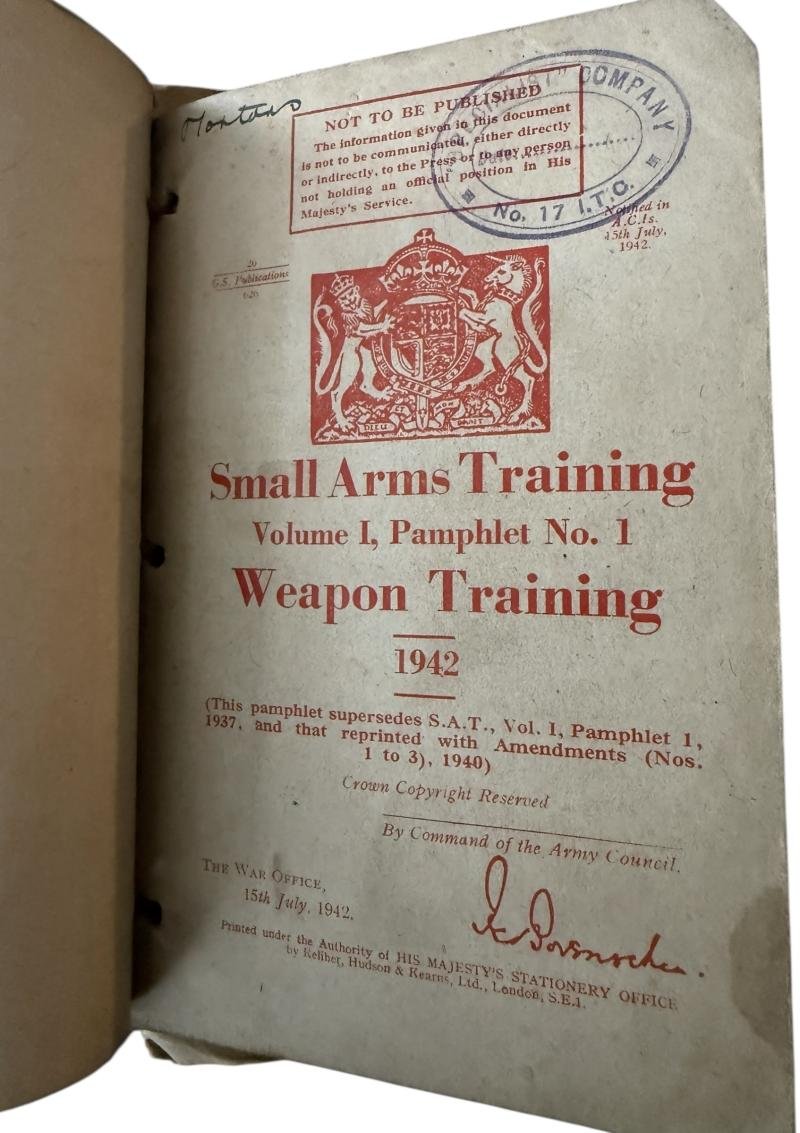 NOT TO BE PUBLISHED
The information given in this document
is not to be communicated, either directly
or indirectly, to the Press or to any person
not holding an official position in His
Majesty's Service.
COMPANY
Date
No. 17 I.T.C.
Notified in
A.C.Is.
15th July,
1942.
20
G.S. Publications
626
DIEU ET MON DROIT
Small Arms Training
Volume I, Pamphlet No. 1
Weapon Training
1942
(This pamphlet supersedes S.A.T., Vol. I, Pamphlet 1,
1937, and that reprinted with Amendments (Nos.
1 to 3), 1940)
Crown Copyright Reserved
By Command of the Army Council.
THE WAR OFFICE,
15th July, 1942.
Printed under the Authority of HIS MAJESTY'S STATIONERY OFFICE
by Keliher, Hudson & Kearns, Ltd., London, S.E.1.